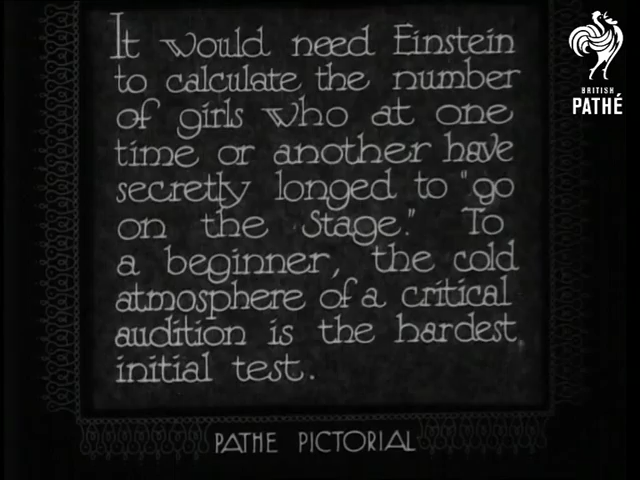 It would need Einstein
to calculate the number
of girls who at one
time or another have
secretly longed to "go
on the Stage." To
a beginner, the cold
atmosphere of a critical
audition is the hardest
initial test.
PATHE PICTORIAL
BRITISH
PATHÉ